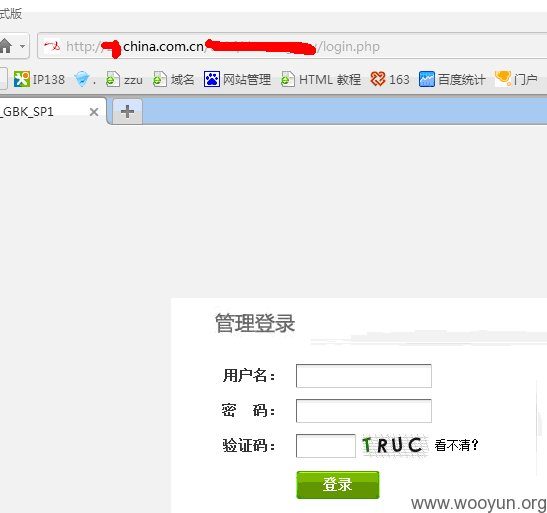 式版
http:// china.com.cn/ /login.php
IP138 . zzu 域名 网站管理 HTML 教程 163 百度统计 门户
_GBK_SP1
管理登录
用户名：
密 码：
验证码： TRUC 看不清?
登录
www.wooyun.org